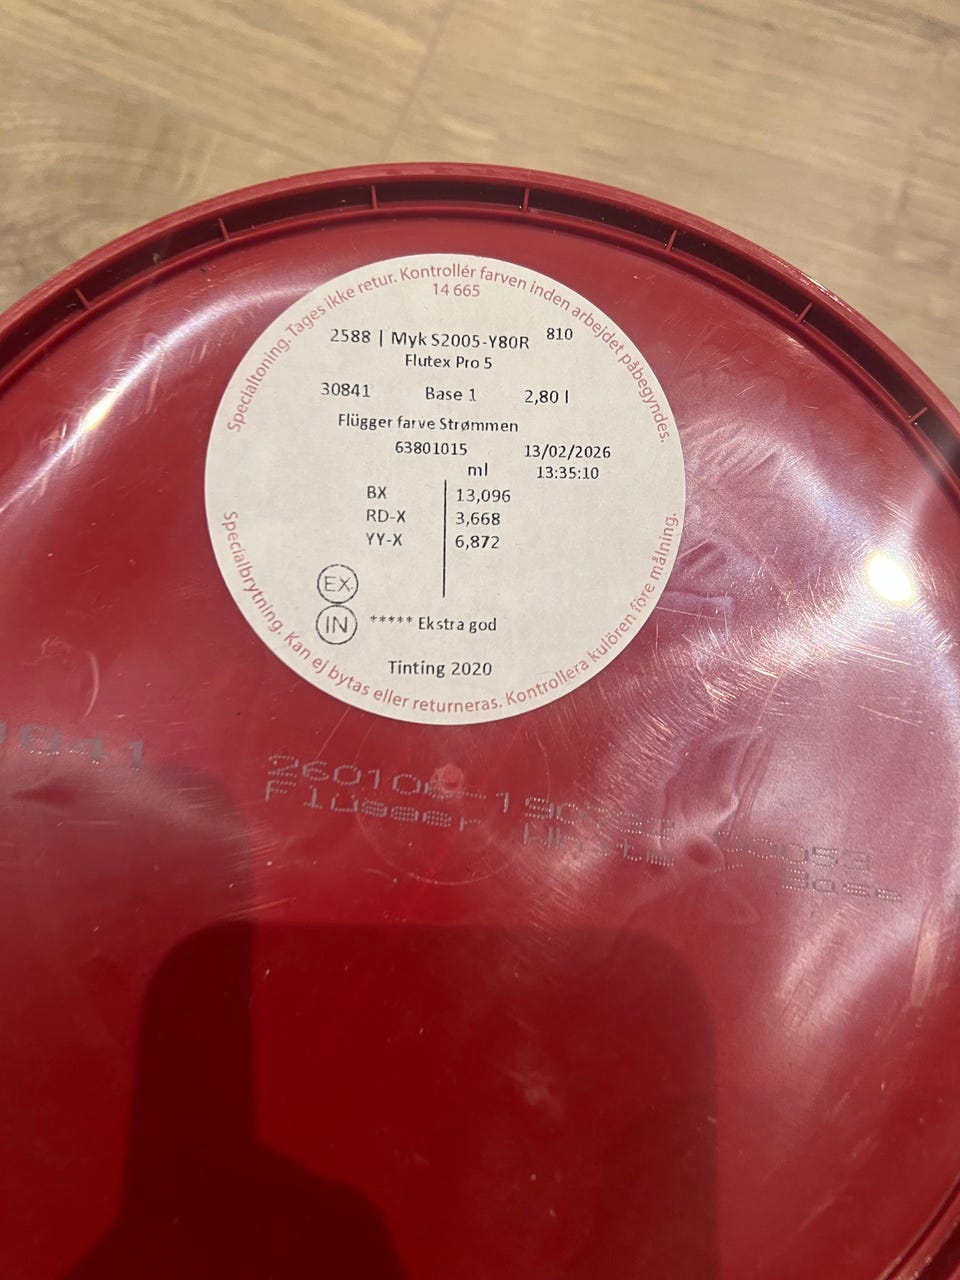 Specialtoning. Tages ikke retur. Kontrollér farven inden arbejdet påbegyndes.
14 665
2588 | Myk S2005-Y80R 810
Flutex Pro 5
30841 Base 1 2,80 l
Flügger farve Strømmen
63801015 13/02/2026
ml 13:35:10
BX 13,096
RD-X 3,668
YY-X 6,872
EX
IN ***** Ekstra god
Tinting 2020
Specialbrytning. Kan ej bytas eller returneras. Kontrollera kulören före målning.
Flügger White Base